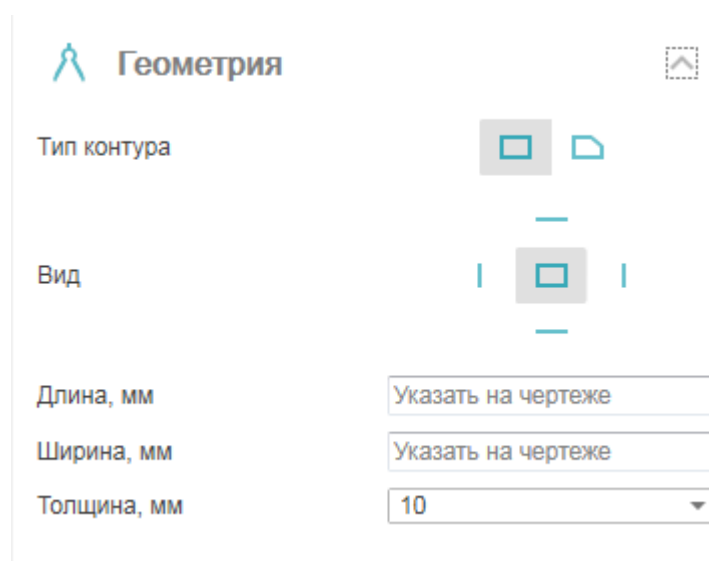 Геометрия
Тип контура
Вид
Длина, мм Указать на чертеже
Ширина, мм Указать на чертеже
Толщина, мм 10